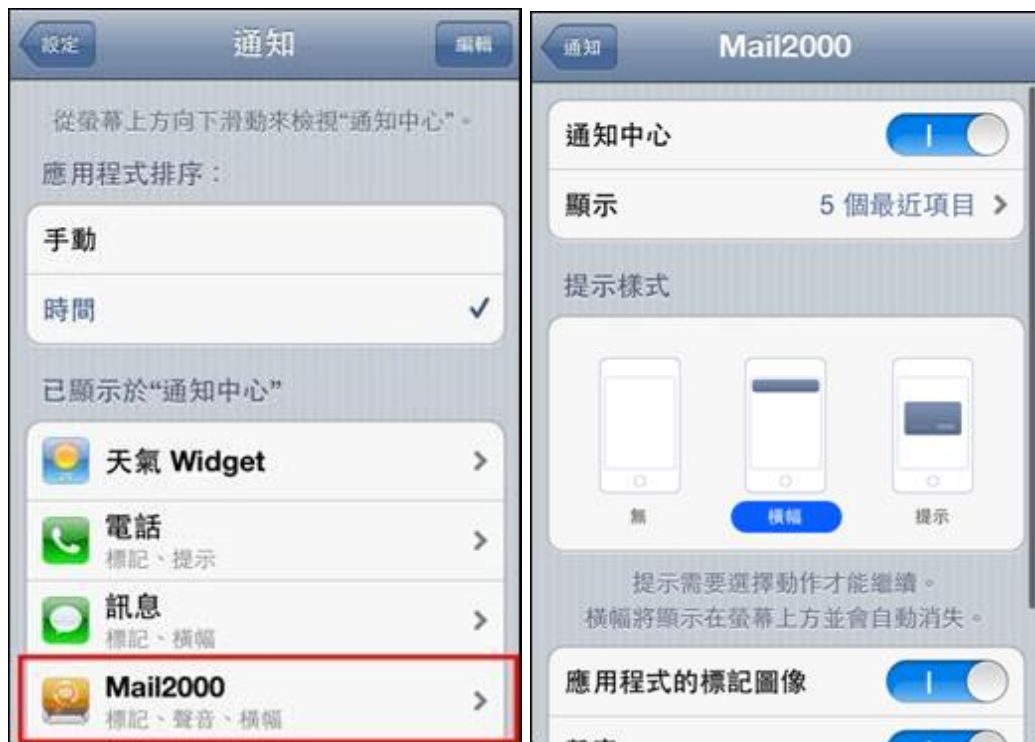 設定
通知
編輯
從螢幕上方向下滑動來檢視“通知中心”。
應用程式排序：
手動
時間
已顯示於“通知中心”
天氣 Widget
電話
標記、提示
訊息
標記、橫幅
Mail2000
標記、聲音、橫幅
通知
Mail2000
通知中心
顯示
5 個最近項目
提示樣式
無
橫幅
提示
提示需要選擇動作才能繼續。
橫幅將顯示在螢幕上方並會自動消失。
應用程式的標記圖像